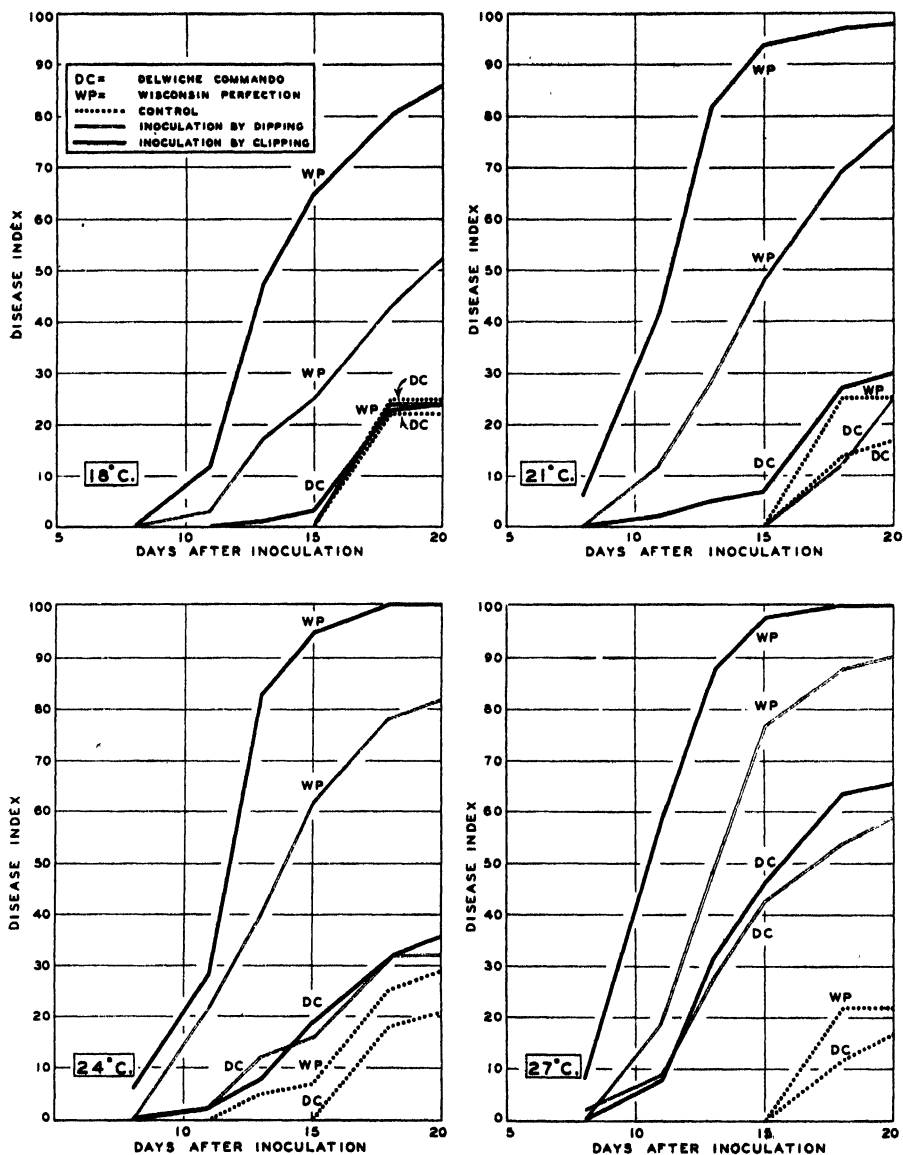 100
90
80
70
60
50
40
30
20
10
0
DISEASE INDEX
DC= DELWICHE COMMANDO
WP= WISCONSIN PERFECTION
CONTROL
INOCULATION BY DIPPING
INOCULATION BY CLIPPING
WP
WP
DC
WP
DC
DC
18°C.
5 10 15 20
DAYS AFTER INOCULATION
100
90
80
70
60
50
40
30
20
10
0
DISEASE INDEX
WP
WP
WP
DC
DC
DC
21°C.
5 10 15 20
DAYS AFTER INOCULATION
100
90
80
70
60
50
40
30
20
10
0
DISEASE INDEX
WP
WP
DC
DC
WP
DC
24°C.
5 10 15 20
DAYS AFTER INOCULATION
100
90
80
70
60
50
40
30
20
10
0
DISEASE INDEX
WP
WP
DC
DC
WP
DC
27°C.
5 10 15 20
DAYS AFTER INOCULATION